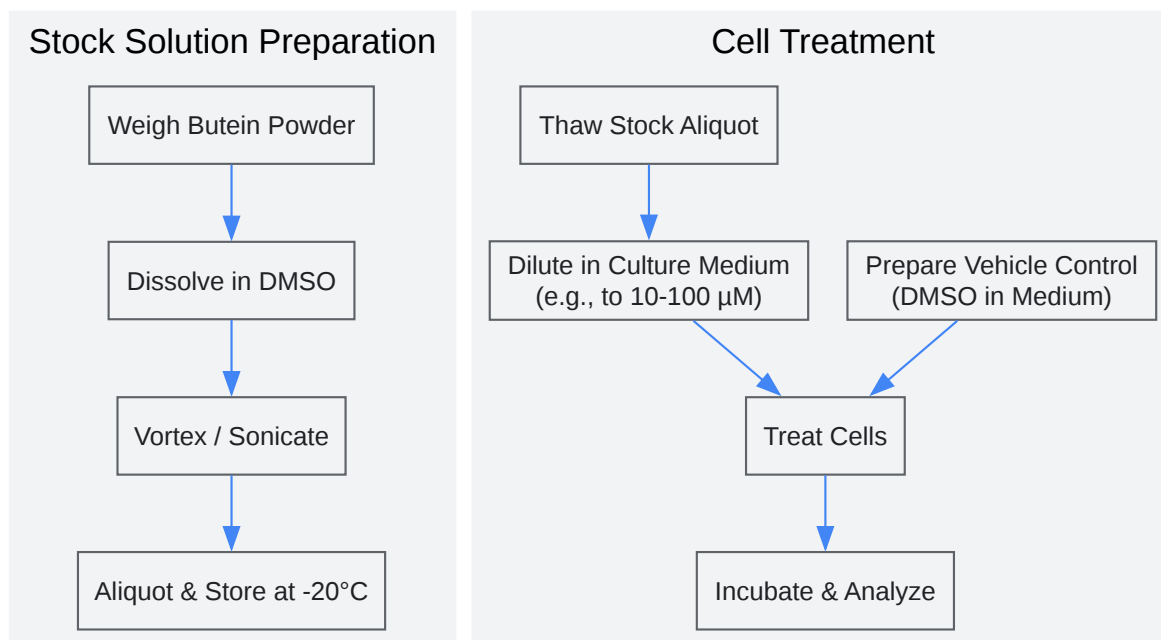 Stock Solution Preparation
Weigh Butein Powder
Dissolve in DMSO
Vortex / Sonicate
Aliquot & Store at -20°C
Cell Treatment
Thaw Stock Aliquot
Dilute in Culture Medium
(e.g., to 10-100 µM)
Prepare Vehicle Control
(DMSO in Medium)
Treat Cells
Incubate & Analyze